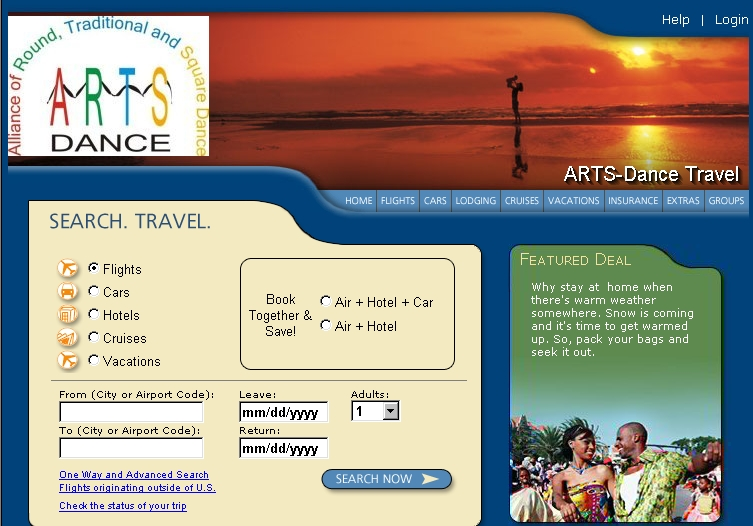 Help | Login
Alliance of Round, Traditional and Square Dance
ARTS
DANCE
ARTS-Dance Travel
HOME FLIGHTS CARS LODGING CRUISES VACATIONS INSURANCE EXTRAS GROUPS
SEARCH. TRAVEL.
Flights
Cars
Hotels
Cruises
Vacations
Book
Together &
Save!
Air + Hotel + Car
Air + Hotel
From (City or Airport Code):
Leave:
mm/dd/yyyy
Adults:
1
To (City or Airport Code):
Return:
mm/dd/yyyy
One Way and Advanced Search
Flights originating outside of U.S.
Check the status of your trip
SEARCH NOW
FEATURED DEAL
Why stay at home when
there's warm weather
somewhere. Snow is coming
and it's time to get warmed
up. So, pack your bags and
seek it out.